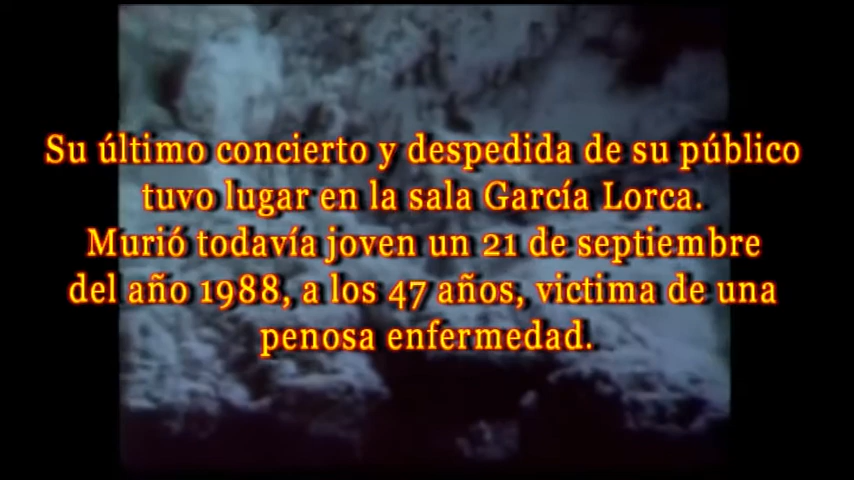 Su último concierto y despedida de su público
tuvo lugar en la sala García Lorca.
Murió todavía joven un 21 de septiembre
del año 1988, a los 47 años, victima de una
penosa enfermedad.